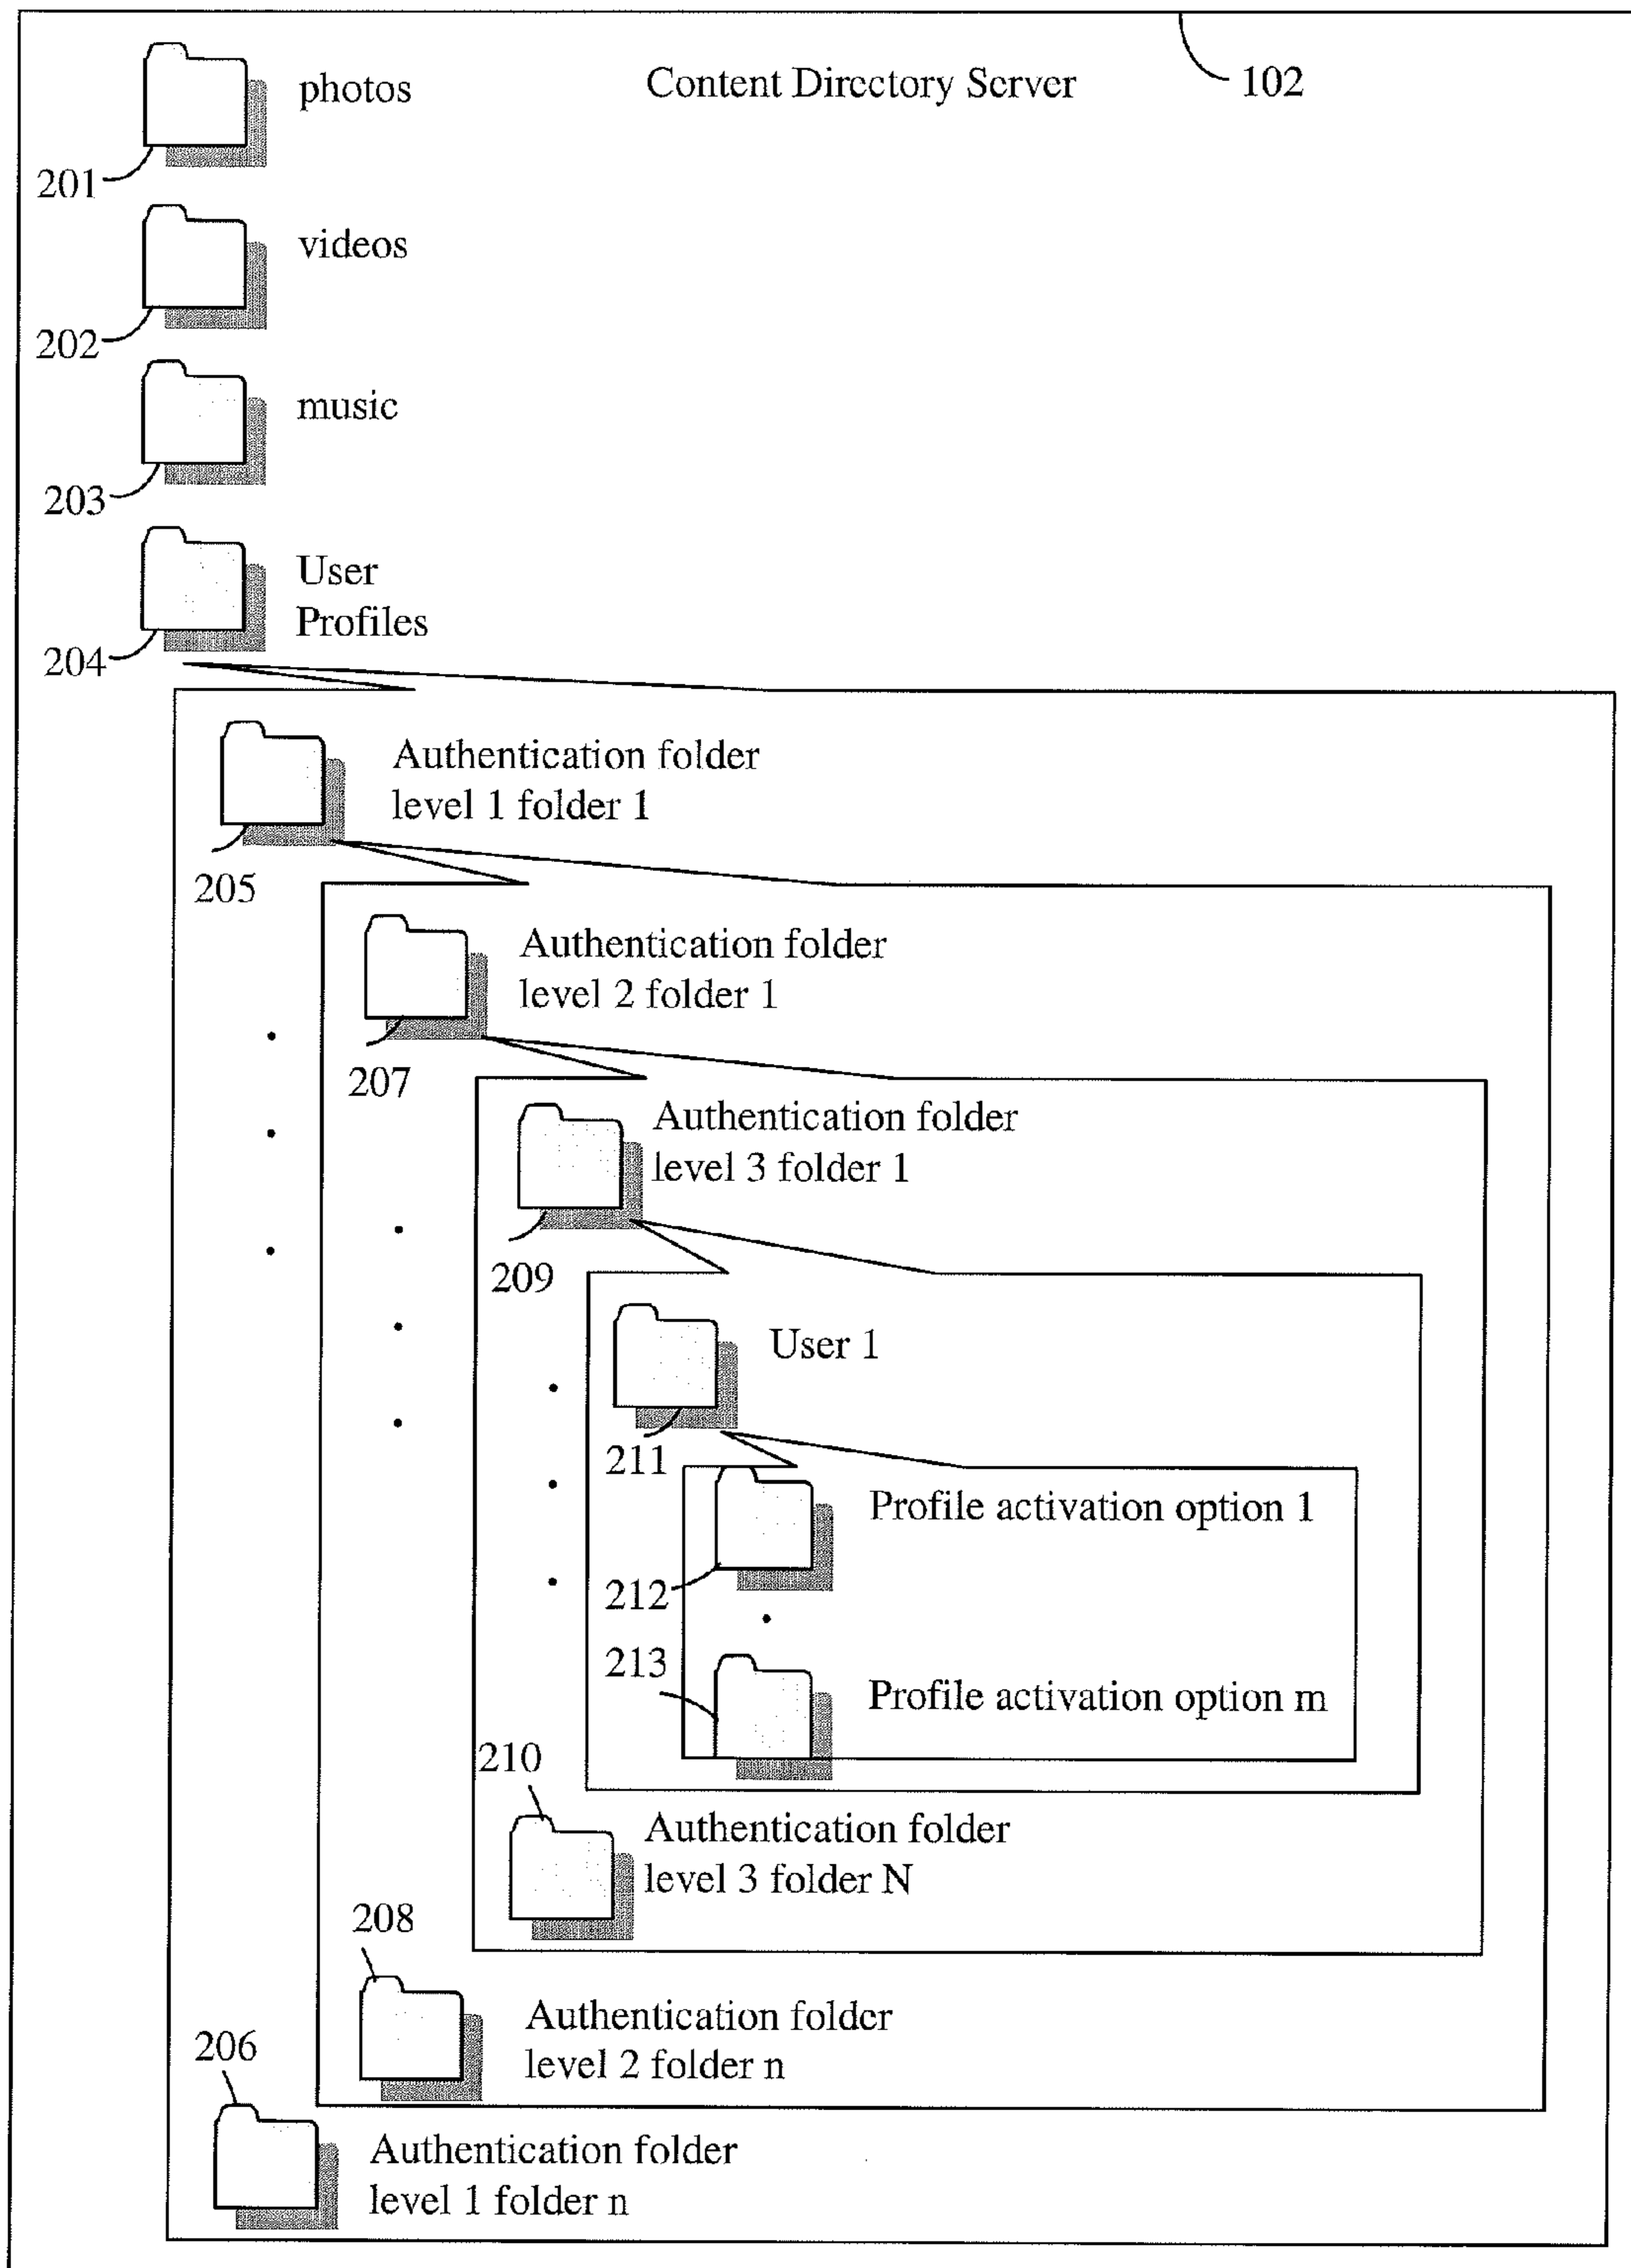 photos
Content Directory Server
102
201
videos
202
music
203
User
Profiles
204
Authentication folder
level 1 folder 1
205
Authentication folder
level 2 folder 1
207
Authentication folder
level 3 folder 1
209
User 1
211
Profile activation option 1
212
213
Profile activation option m
210
Authentication folder
level 3 folder N
208
Authentication folder
level 2 folder n
206
Authentication folder
level 1 folder n